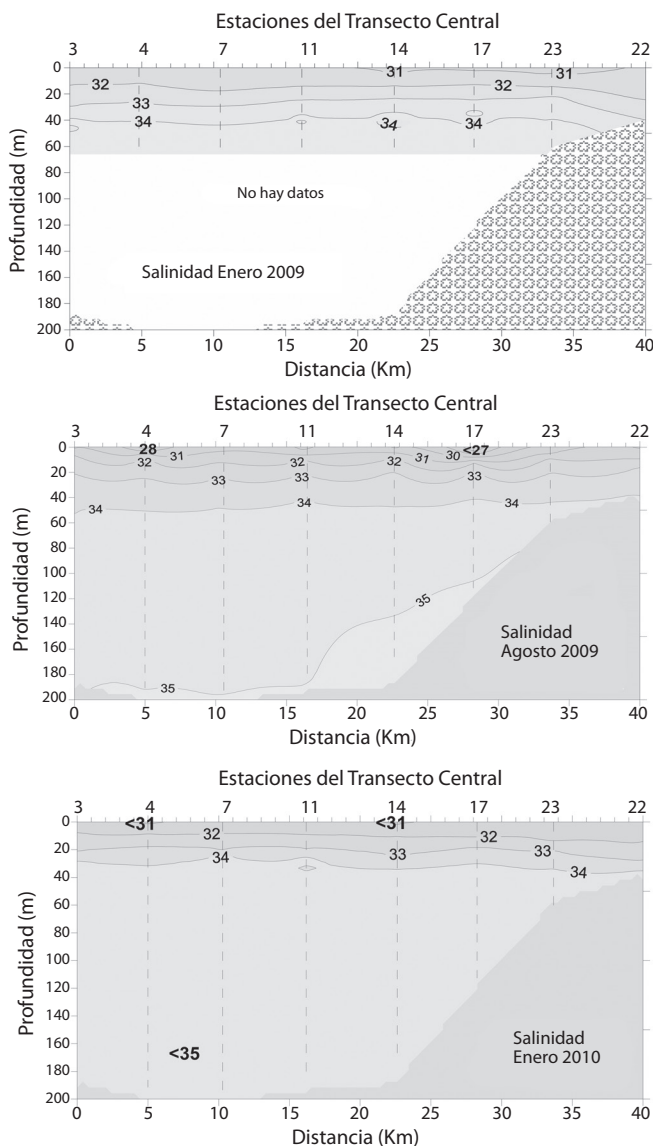 Estaciones del Transecto Central
3 4 7 11 14 17 23 22
0
20
40
60
80
100
120
140
160
180
200
Profundidad (m)
31 31
32 32
33
34 34 34
No hay datos
Salinidad Enero 2009
0 5 10 15 20 25 30 35 40
Distancia (Km)
Estaciones del Transecto Central
3 4 7 11 14 17 23 22
0
20
40
60
80
100
120
140
160
180
200
Profundidad (m)
28 <27
31 31 30
32 32 32
33 33 33
34 34 34
35
35
Salinidad
Agosto 2009
0 5 10 15 20 25 30 35 40
Distancia (Km)
Estaciones del Transecto Central
3 4 7 11 14 17 23 22
0
20
40
60
80
100
120
140
160
180
200
Profundidad (m)
<31 <31
32 32
33 33
34 34
<35
Salinidad
Enero 2010
0 5 10 15 20 25 30 35 40
Distancia (Km)